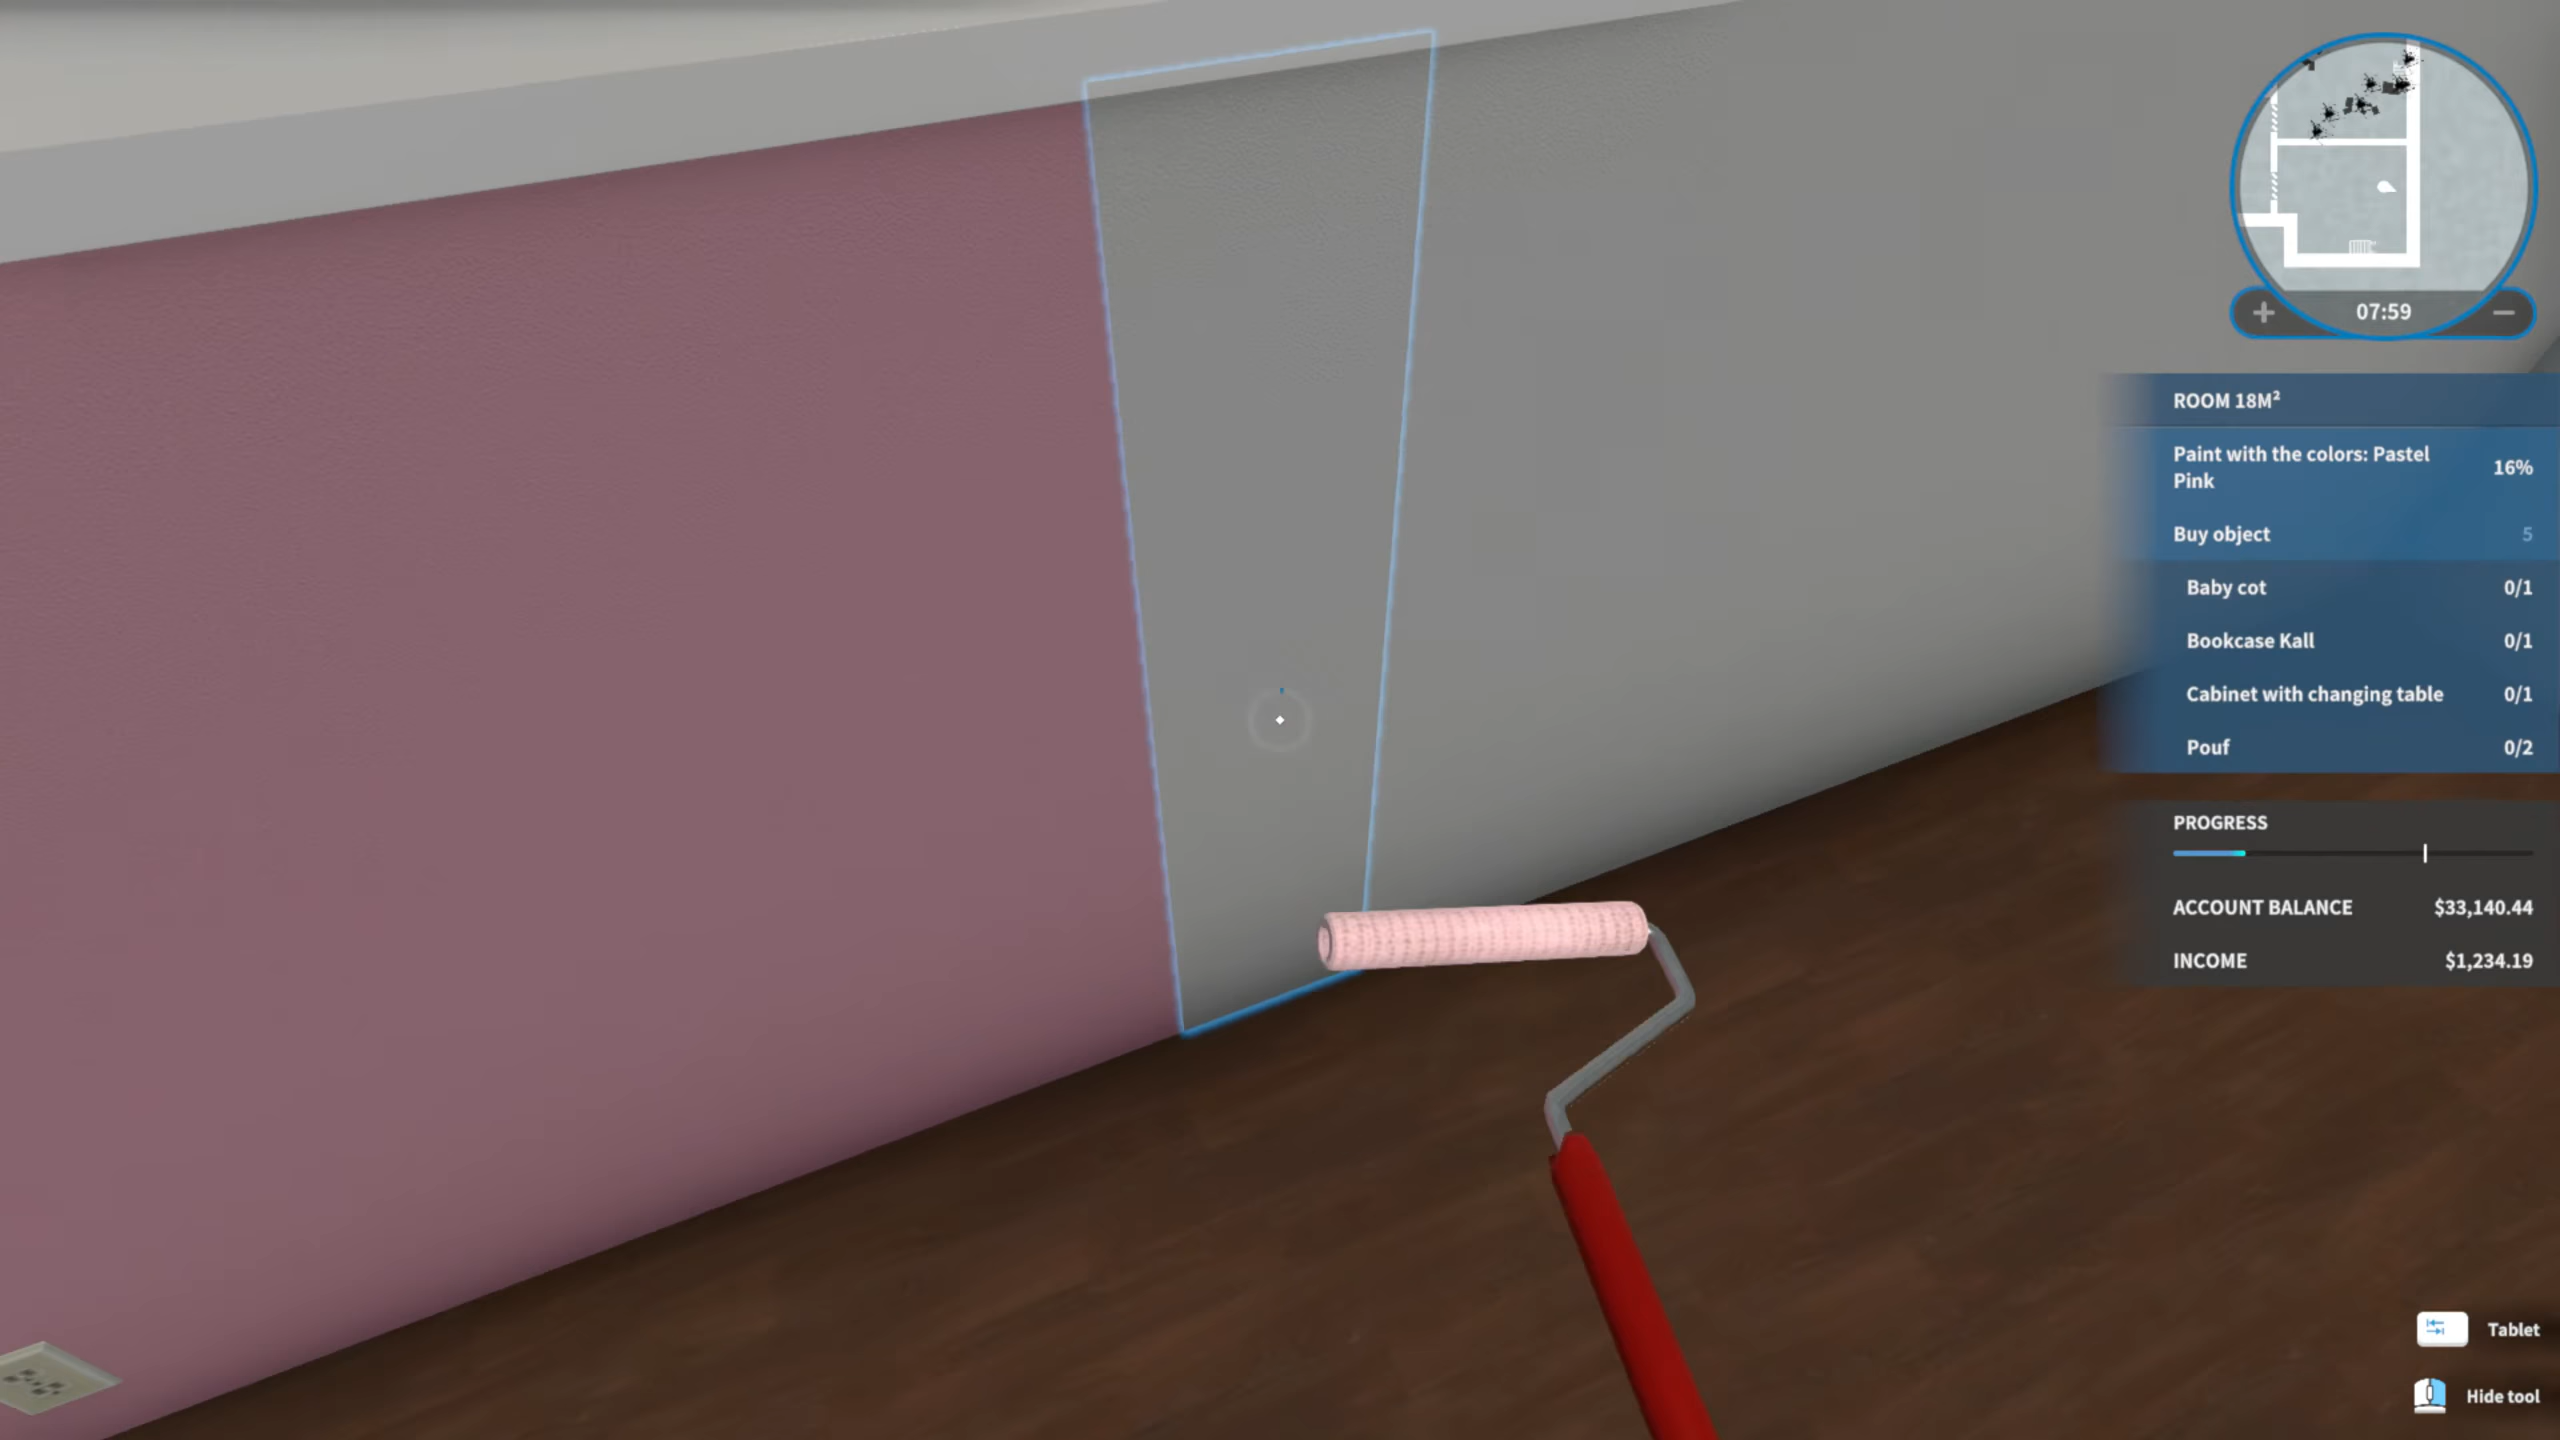 07:59
ROOM 18M²
Paint with the colors: Pastel
Pink
16%
Buy object 5
Baby cot 0/1
Bookcase Kall 0/1
Cabinet with changing table 0/1
Pouf 0/2
PROGRESS
ACCOUNT BALANCE $33,140.44
INCOME $1,234.19
Tablet
Hide tool